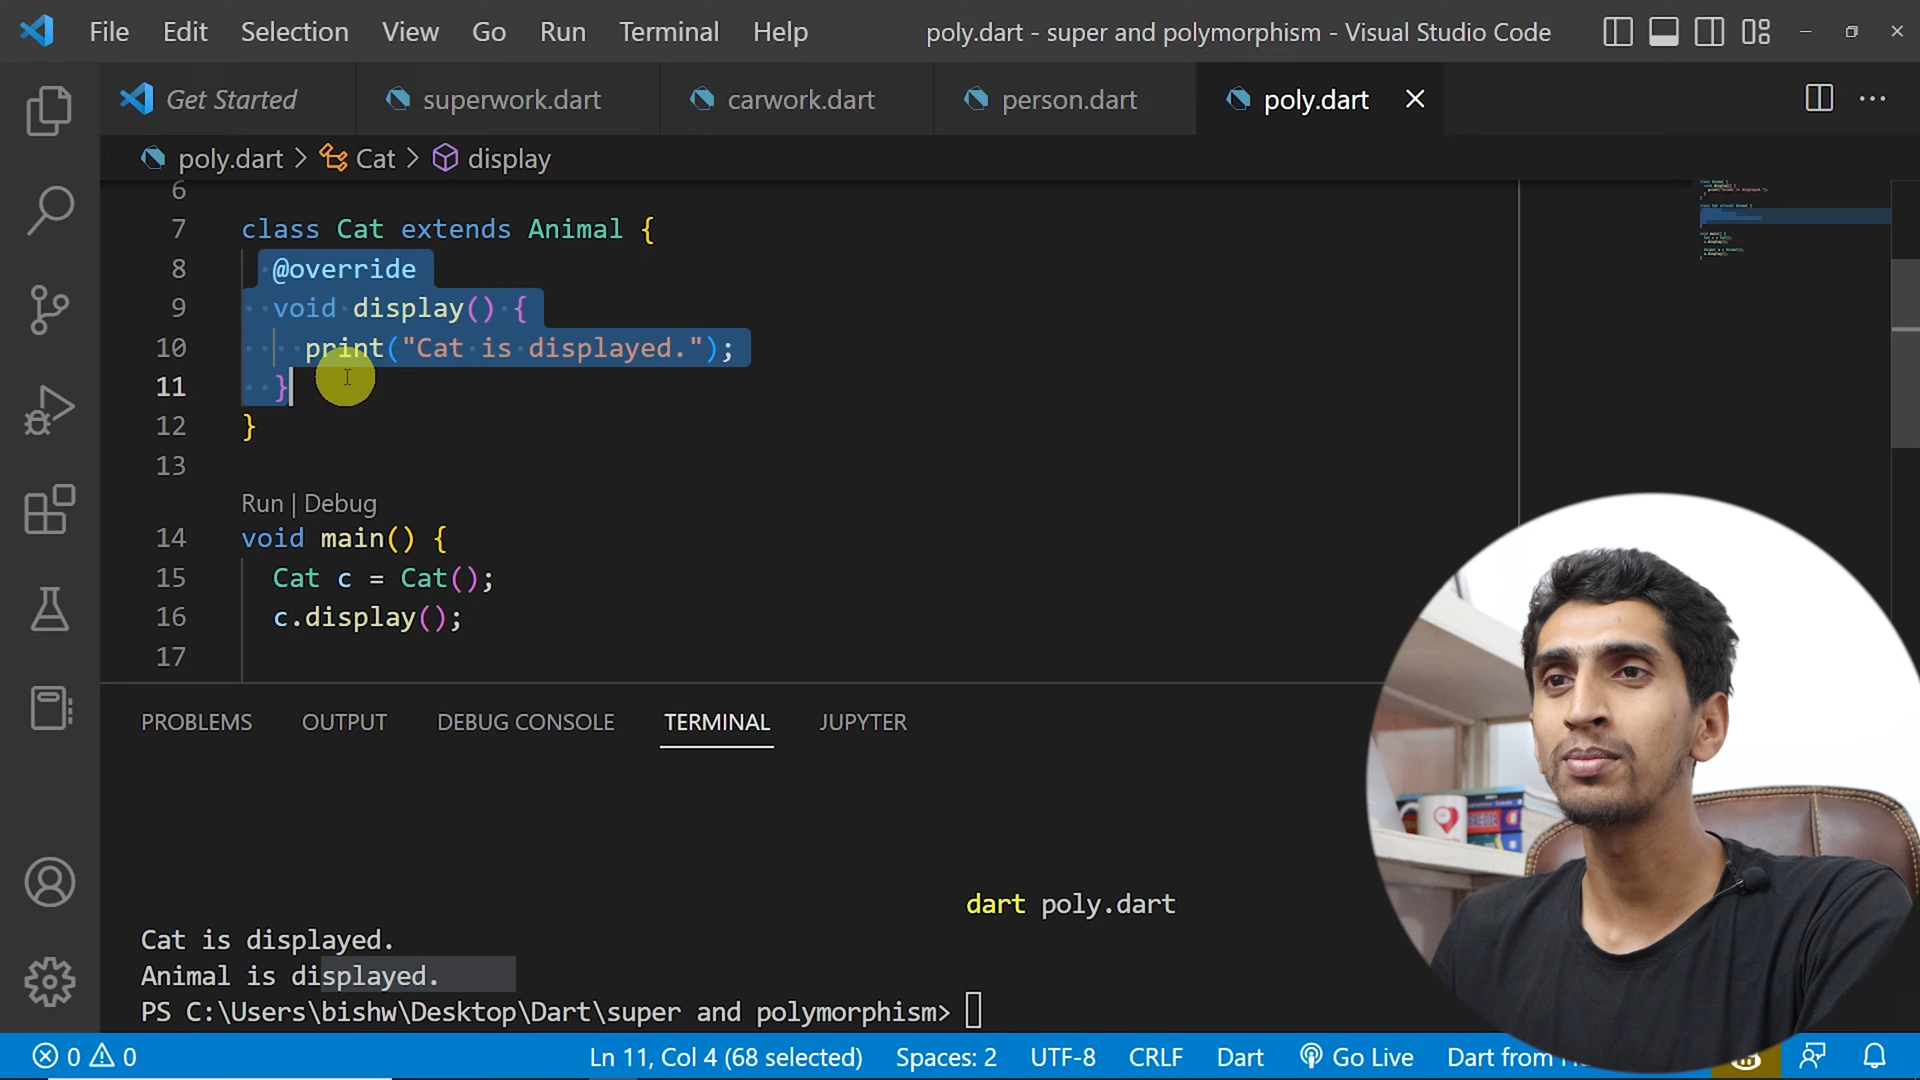 File Edit Selection View Go Run Terminal Help poly.dart - super and polymorphism - Visual Studio Code
Get Started superwork.dart carwork.dart person.dart poly.dart
poly.dart > Cat > display
6
7 class Cat extends Animal {
8 @override
9 void display() {
10 print("Cat is displayed.");
11 }
12 }
13
Run | Debug
14 void main() {
15 Cat c = Cat();
16 c.display();
17
PROBLEMS OUTPUT DEBUG CONSOLE TERMINAL JUPYTER
dart poly.dart
Cat is displayed.
Animal is displayed.
PS C:\Users\bishw\Desktop\Dart\super and polymorphism>
0 0 Ln 11, Col 4 (68 selected) Spaces: 2 UTF-8 CRLF Dart Go Live Dart from